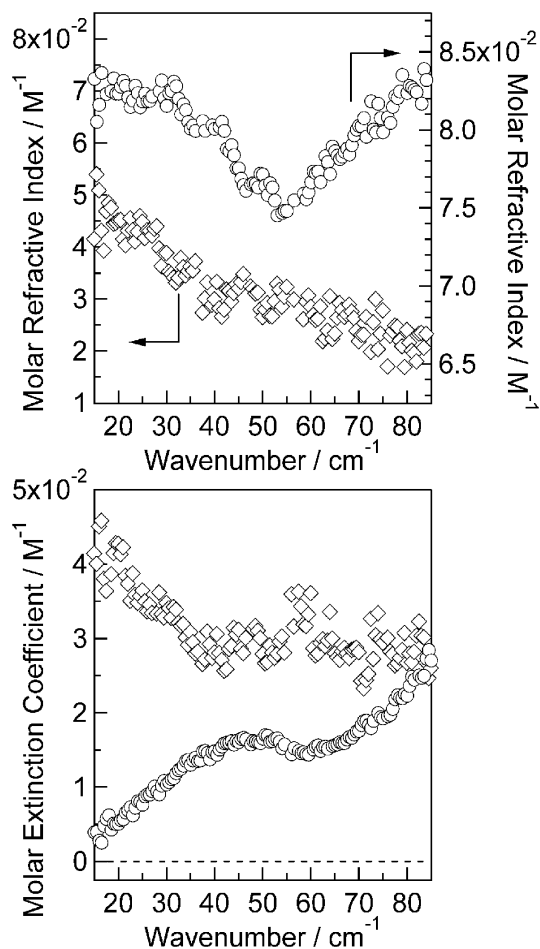 8x10⁻²
7
6
5
4
3
2
1
Molar Refractive Index / M⁻¹
8.5x10⁻²
8.0
7.5
7.0
6.5
Molar Refractive Index / M⁻¹
20 30 40 50 60 70 80
Wavenumber / cm⁻¹
5x10⁻²
4
3
2
1
0
Molar Extinction Coefficient / M⁻¹
20 30 40 50 60 70 80
Wavenumber / cm⁻¹